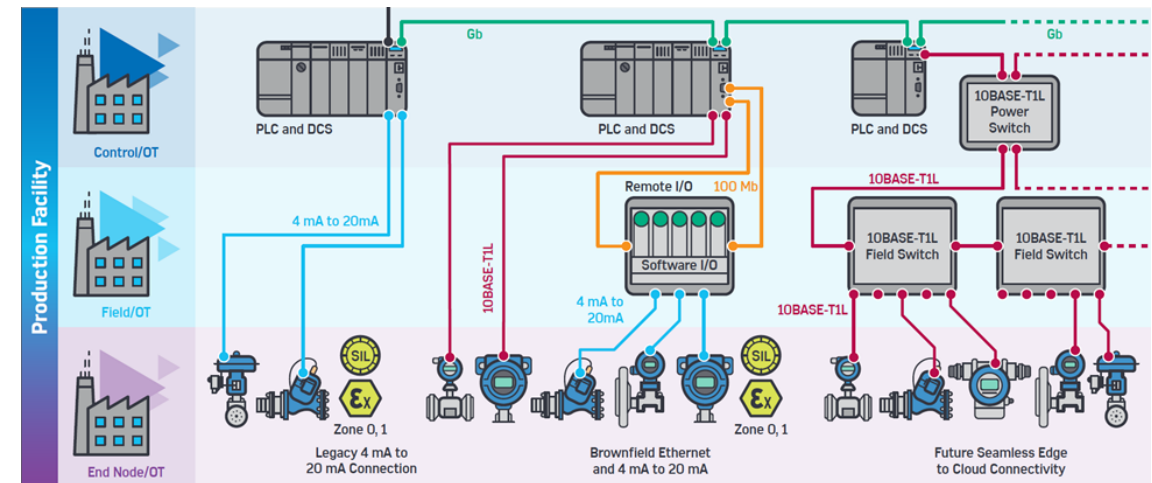 Production Facility
Control/OT
Field/OT
End Node/OT
Gb
Gb
PLC and DCS
PLC and DCS
PLC and DCS
10BASE-T1L
Power
Switch
4 mA to 20mA
10BASE-T1L
Remote I/O
100 Mb
Software I/O
4 mA to
20mA
10BASE-T1L
10BASE-T1L
Field Switch
10BASE-T1L
Field Switch
10BASE-T1L
SIL
εx
Zone 0, 1
SIL
εx
Zone 0, 1
Legacy 4 mA to
20 mA Connection
Brownfield Ethernet
and 4 mA to 20 mA
Future Seamless Edge
to Cloud Connectivity